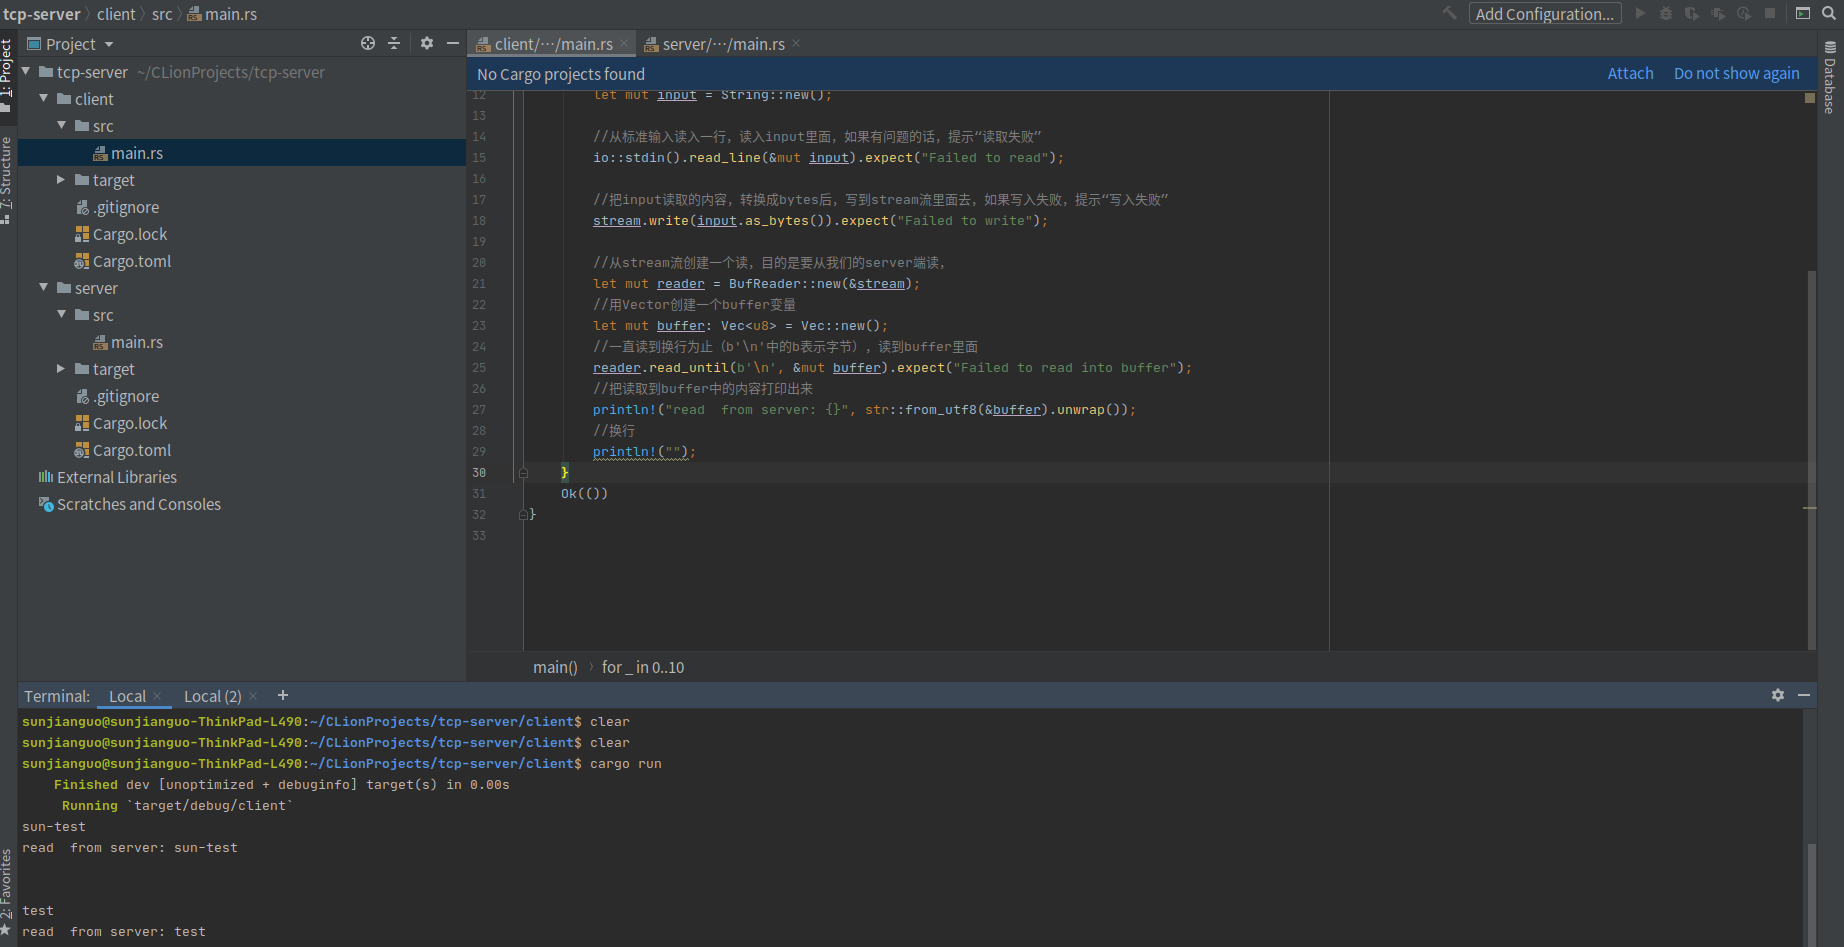 tcp-server client src main.rs
Add Configuration...
1: Project
7: Structure
2: Favorites
Database
Project
tcp-server ~/CLionProjects/tcp-server
client
src
main.rs
target
.gitignore
Cargo.lock
Cargo.toml
server
src
main.rs
target
.gitignore
Cargo.lock
Cargo.toml
External Libraries
Scratches and Consoles
client/···/main.rs
server/···/main.rs
No Cargo projects found
Attach Do not show again
12 let mut input = String::new();
13
14 //从标准输入读入一行，读入input里面，如果有问题的话，提示“读取失败”
15 io::stdin().read_line(&mut input).expect("Failed to read");
16
17 //把input读取的内容，转换成bytes后，写到stream流里面去，如果写入失败，提示“写入失败”
18 stream.write(input.as_bytes()).expect("Failed to write");
19
20 //从stream流创建一个读，目的是要从我们的server端读，
21 let mut reader = BufReader::new(&stream);
22 //用Vector创建一个buffer变量
23 let mut buffer: Vec<u8> = Vec::new();
24 //一直读到换行为止（b'\n'中的b表示字节），读到buffer里面
25 reader.read_until(b'\n', &mut buffer).expect("Failed to read into buffer");
26 //把读取到buffer中的内容打印出来
27 println!("read  from server: {}", str::from_utf8(&buffer).unwrap());
28 //换行
29 println!("");
30 }
31 Ok(())
32 }
33
main() for _ in 0..10
Terminal: Local Local (2) +
sunjianguo@sunjianguo-ThinkPad-L490:~/CLionProjects/tcp-server/client$ clear
sunjianguo@sunjianguo-ThinkPad-L490:~/CLionProjects/tcp-server/client$ clear
sunjianguo@sunjianguo-ThinkPad-L490:~/CLionProjects/tcp-server/client$ cargo run
Finished dev [unoptimized + debuginfo] target(s) in 0.00s
Running `target/debug/client`
sun-test
read  from server: sun-test
test
read  from server: test